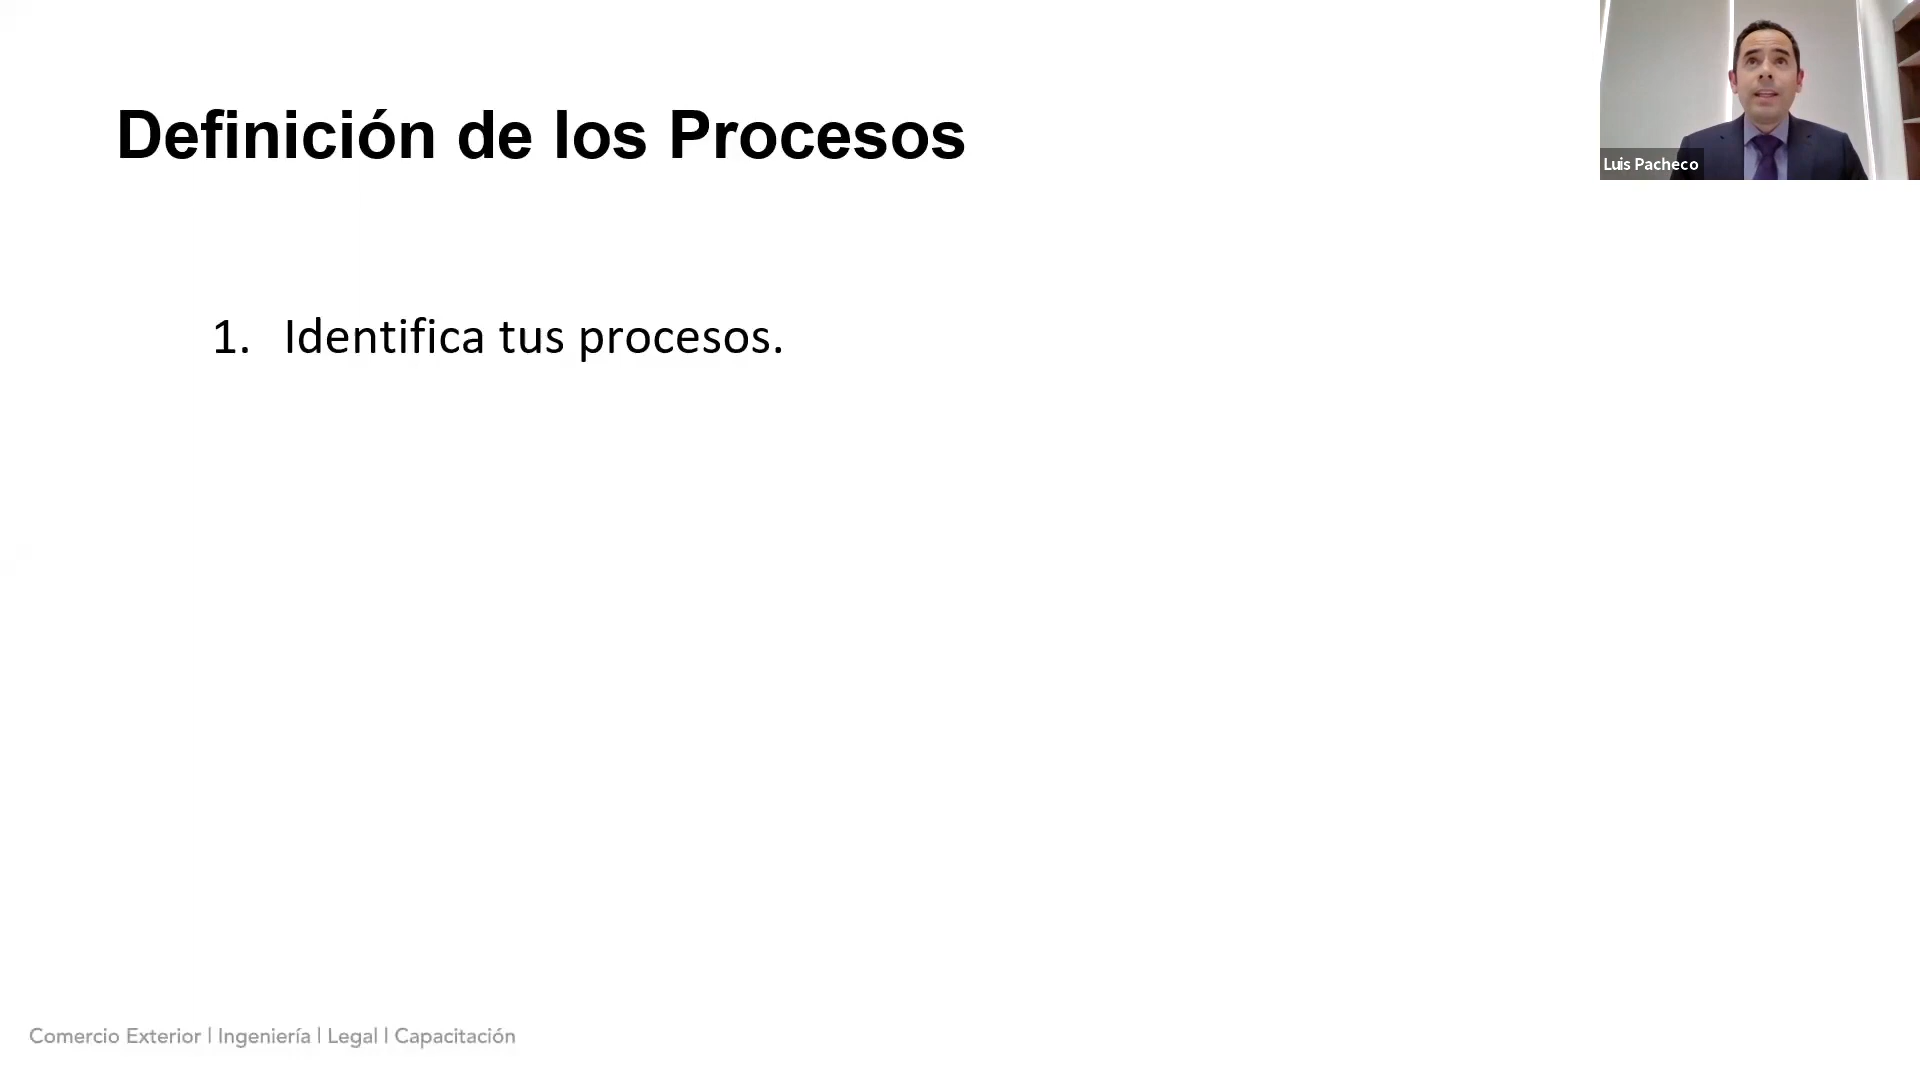 Definición de los Procesos
Luis Pacheco
1. Identifica tus procesos.
Comercio Exterior | Ingeniería | Legal | Capacitación